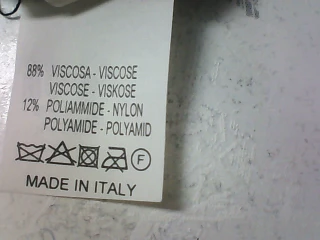 88% VISCOSA - VISCOSE
VISCOSE - VISKOSE
12% POLIAMMIDE - NYLON
POLYAMIDE - POLYAMID
F
MADE IN ITALY